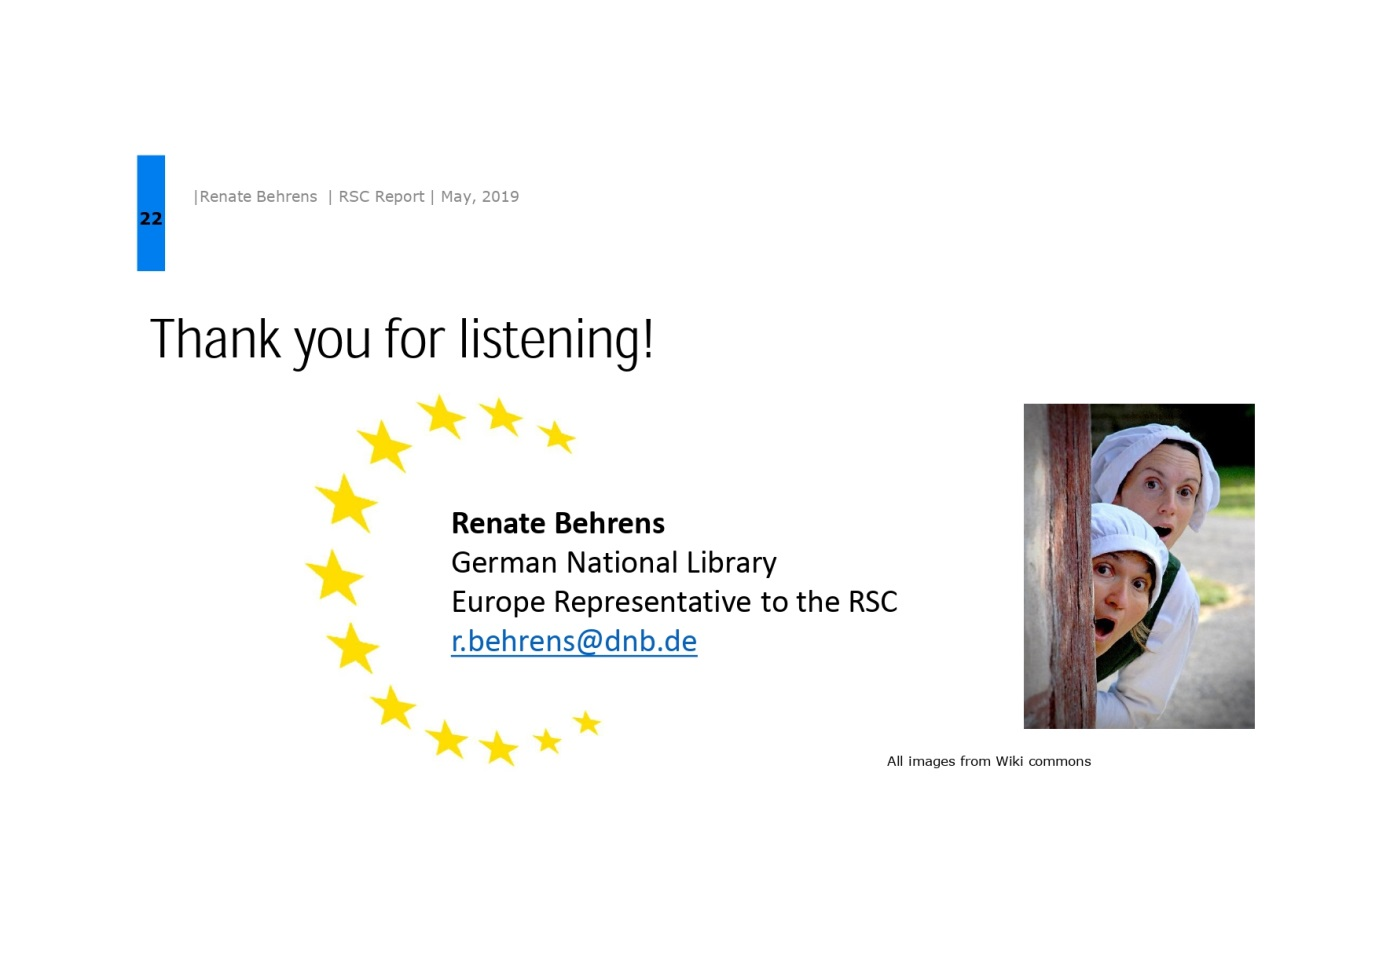 |Renate Behrens | RSC Report | May, 2019
22
Thank you for listening!
Renate Behrens
German National Library
Europe Representative to the RSC
r.behrens@dnb.de
All images from Wiki commons